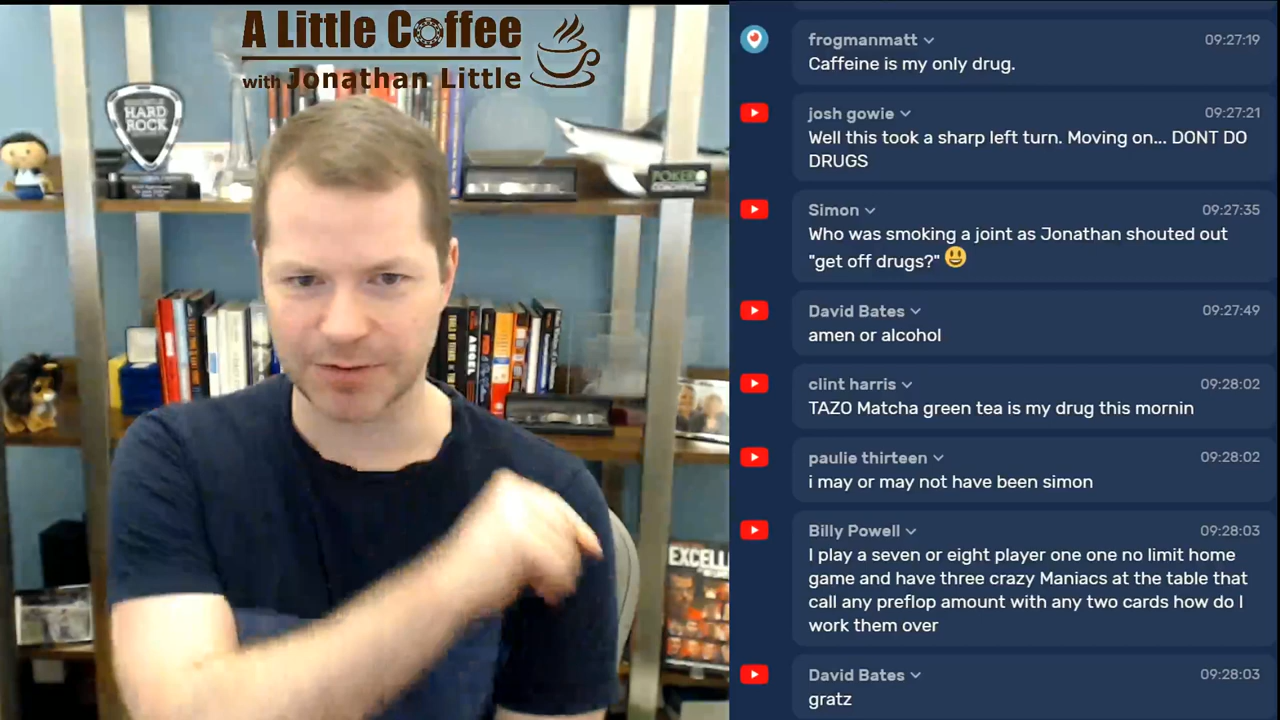 A Little Coffee
with Jonathan Little
HARD
ROCK
POKER
COACHING
ANGEL
EXCELL
frogmanmatt 09:27:19
Caffeine is my only drug.
josh gowie 09:27:21
Well this took a sharp left turn. Moving on... DONT DO
DRUGS
Simon 09:27:35
Who was smoking a joint as Jonathan shouted out
"get off drugs?" 😃
David Bates 09:27:49
amen or alcohol
clint harris 09:28:02
TAZO Matcha green tea is my drug this mornin
paulie thirteen 09:28:02
i may or may not have been simon
Billy Powell 09:28:03
I play a seven or eight player one one no limit home
game and have three crazy Maniacs at the table that
call any preflop amount with any two cards how do I
work them over
David Bates 09:28:03
gratz